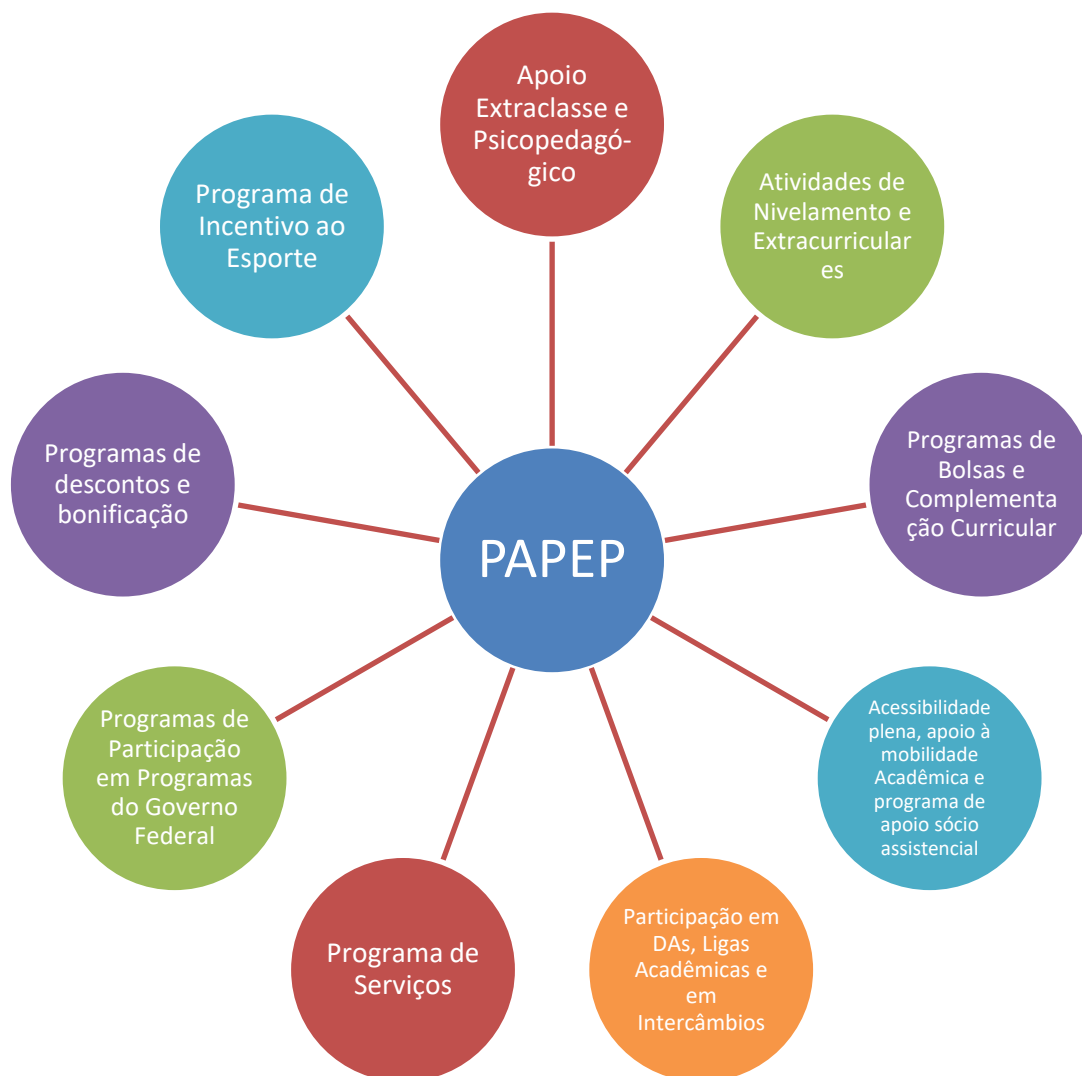 Apoio
Extraclasse e
Psicopedagó-
gico
Atividades de
Nivelamento e
Extracurricular
es
Programas de
Bolsas e
Complementa
ção Curricular
Acessibilidade
plena, apoio à
mobilidade
Acadêmica e
programa de
apoio sócio
assistencial
Participação em
DAs, Ligas
Acadêmicas e
em
Intercâmbios
Programa de
Serviços
Programas de
Participação
em Programas
do Governo
Federal
Programas de
descontos e
bonificação
Programa de
Incentivo ao
Esporte
PAPEP